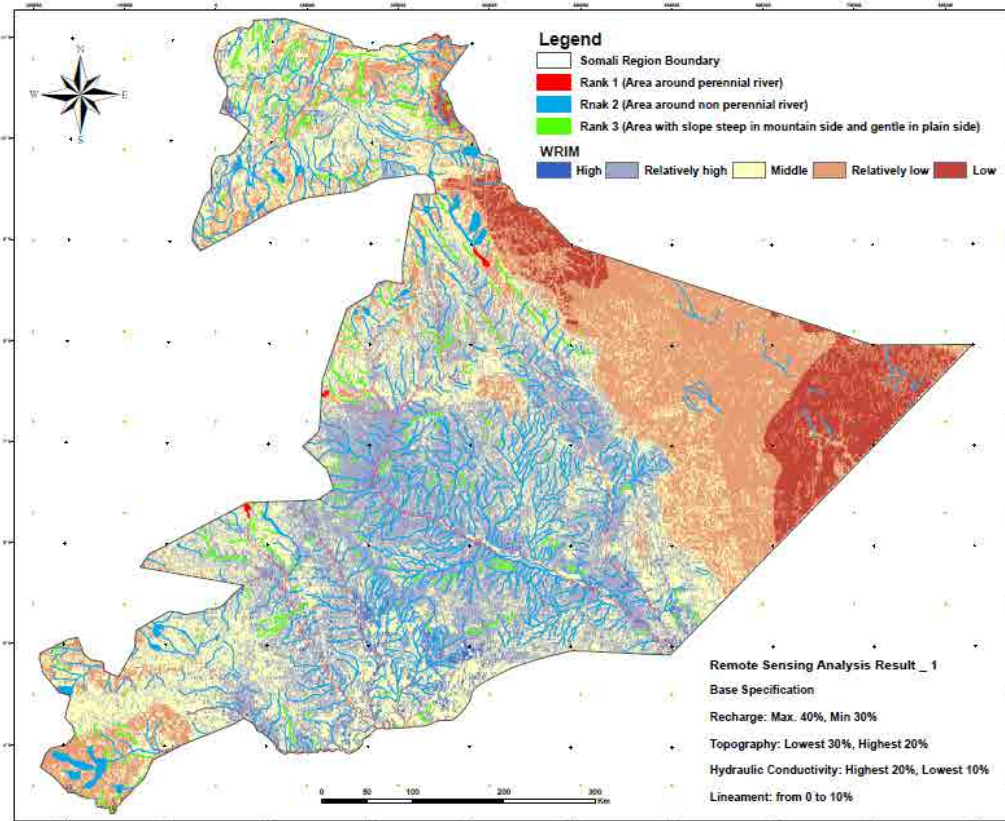 N
W E
S
Legend
Somali Region Boundary
Rank 1 (Area around perennial river)
Rnak 2 (Area around non perennial river)
Rank 3 (Area with slope steep in mountain side and gentle in plain side)
WRIM
High Relatively high Middle Relatively low Low
Remote Sensing Analysis Result _ 1
Base Specification
Recharge: Max. 40%, Min 30%
Topography: Lowest 30%, Highest 20%
Hydraulic Conductivity: Highest 20%, Lowest 10%
Lineament: from 0 to 10%
0 50 100 200 300
Km